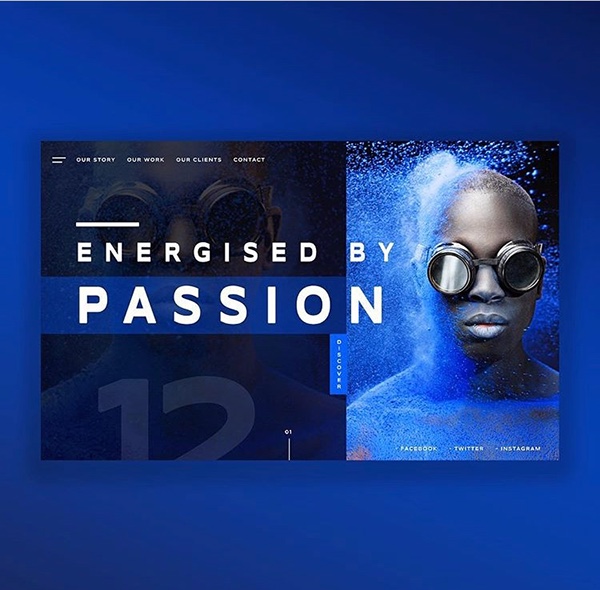 OUR STORY OUR WORK OUR CLIENTS CONTACT
ENERGISED BY
PASSION
DISCOVER
12
01
- FACEBOOK - TWITTER - INSTAGRAM